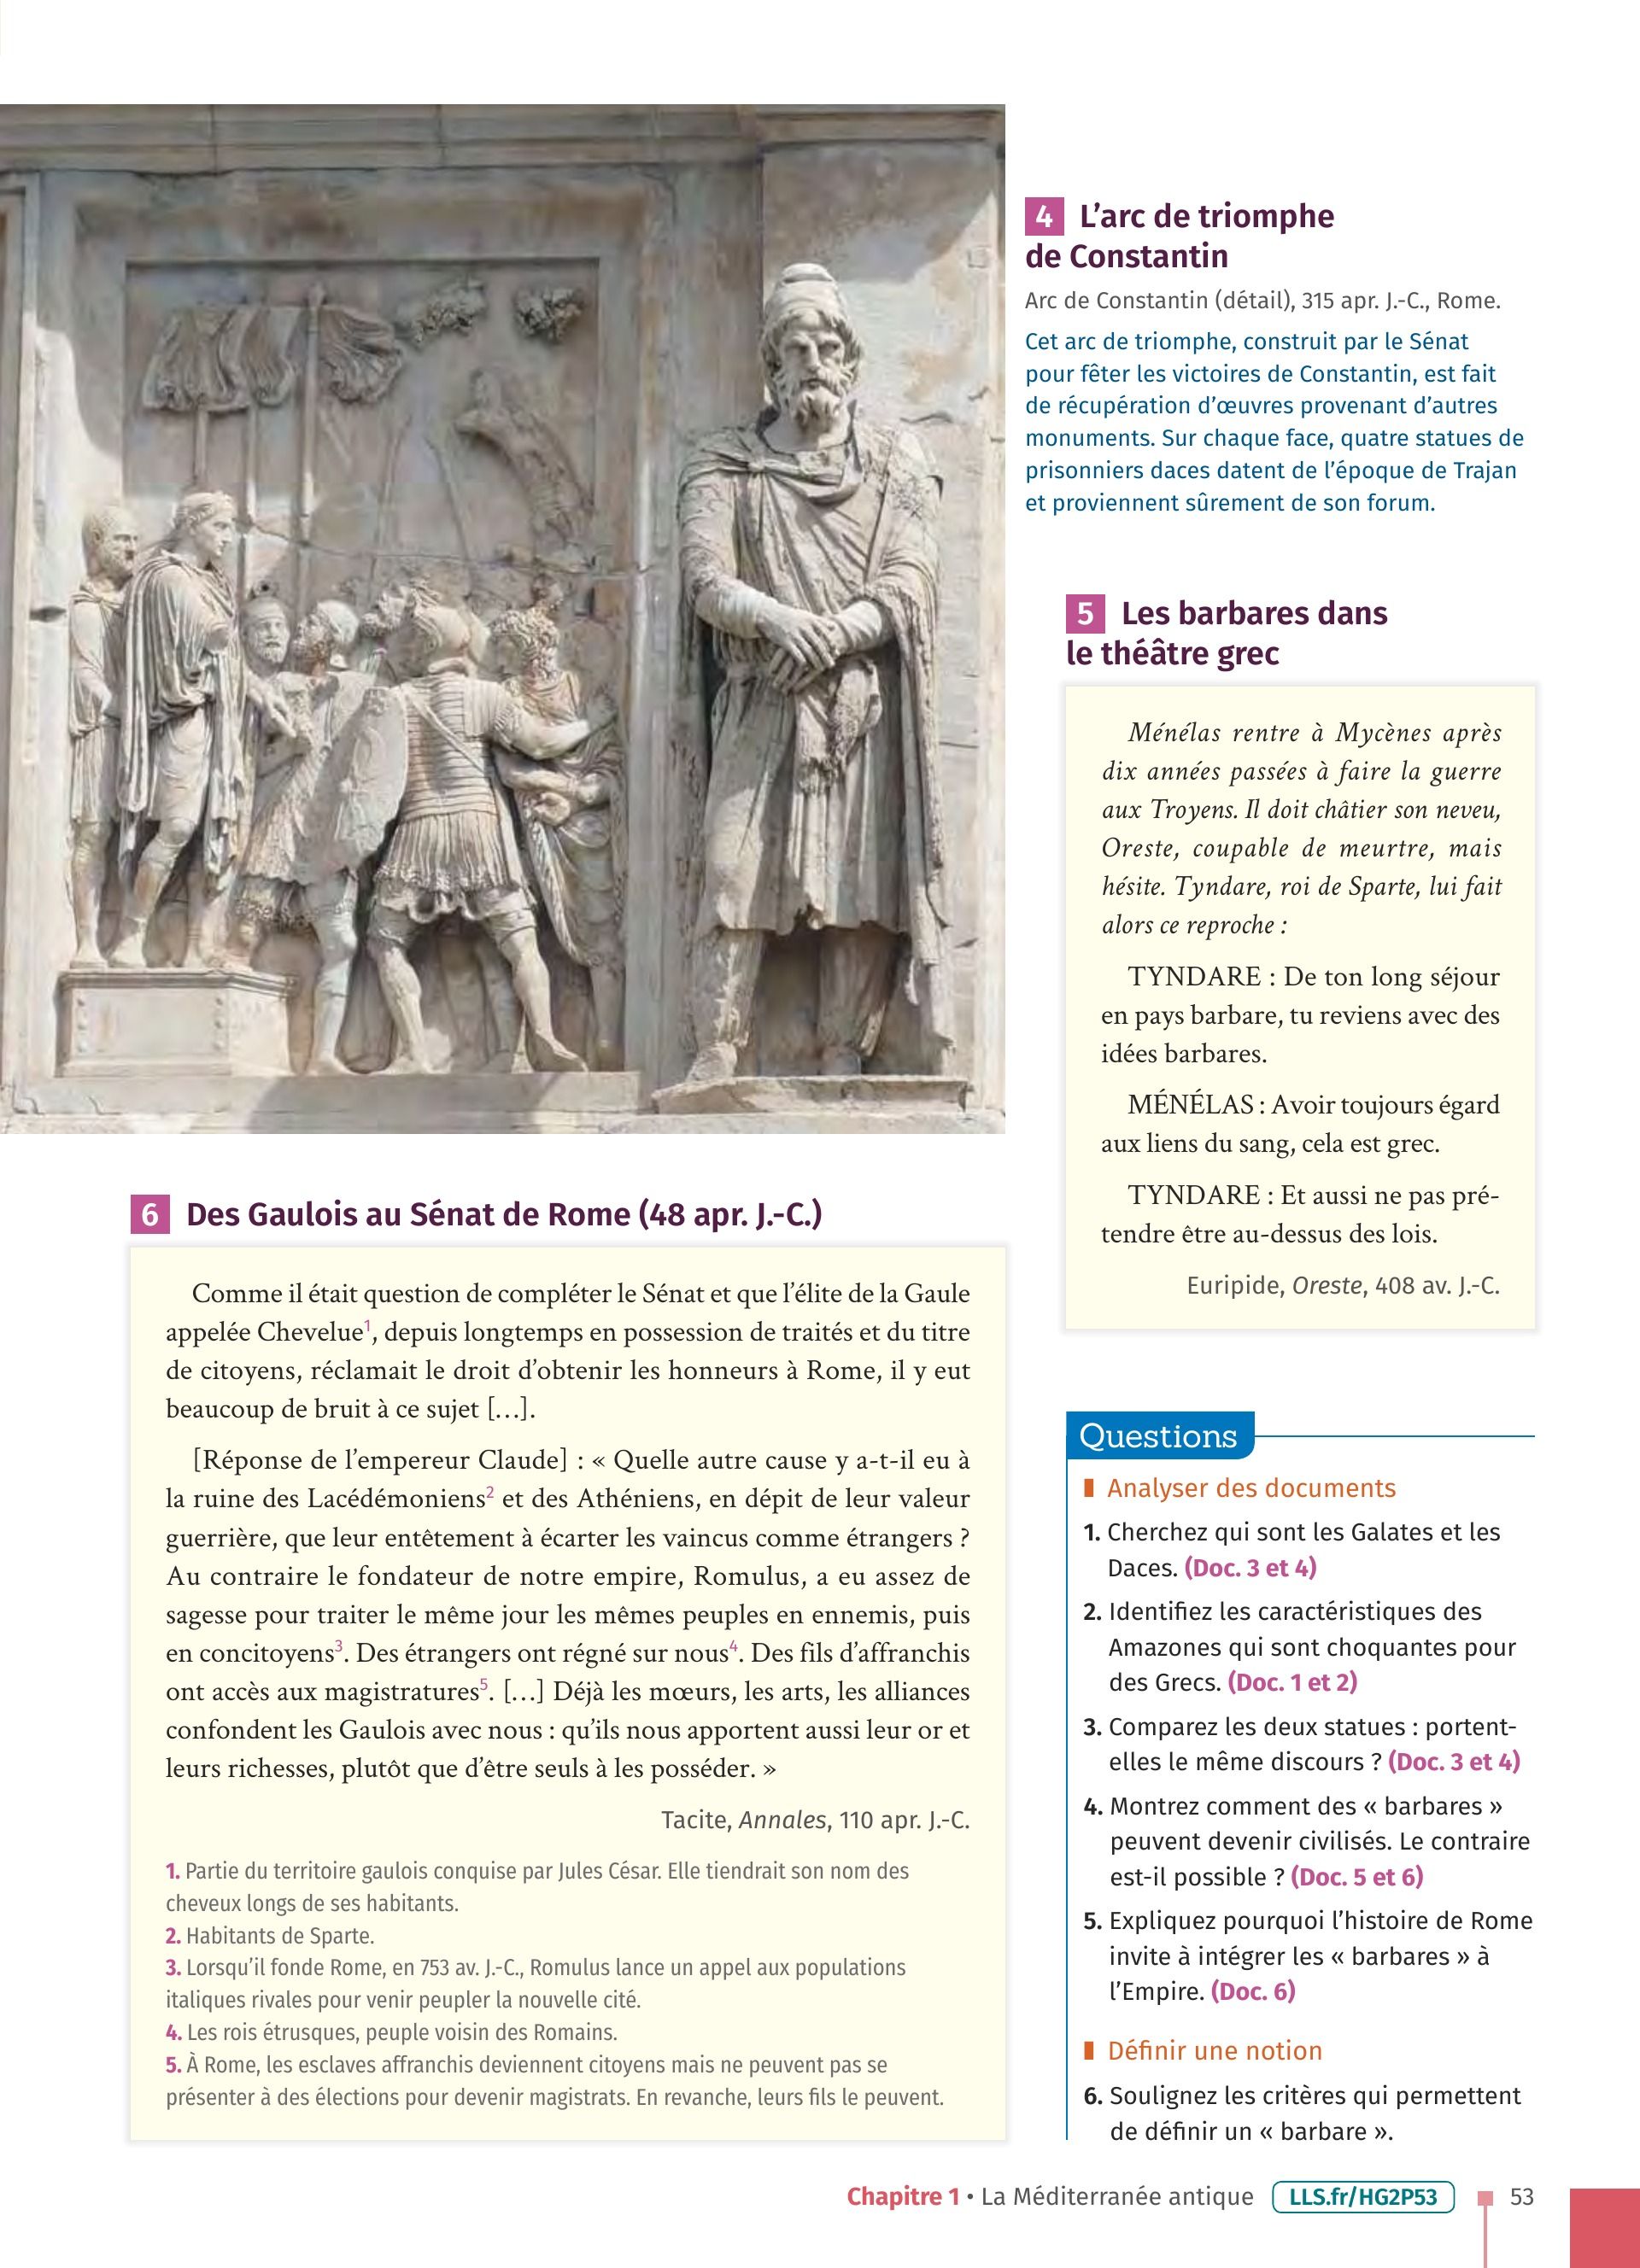 4 L’arc de triomphe
de Constantin
Arc de Constantin (détail), 315 apr. J.-C., Rome.
Cet arc de triomphe, construit par le Sénat
pour fêter les victoires de Constantin, est fait
de récupération d’œuvres provenant d’autres
monuments. Sur chaque face, quatre statues de
prisonniers daces datent de l’époque de Trajan
et proviennent sûrement de son forum.
5 Les barbares dans
le théâtre grec
Ménélas rentre à Mycènes après
dix années passées à faire la guerre
aux Troyens. Il doit châtier son neveu,
Oreste, coupable de meurtre, mais
hésite. Tyndare, roi de Sparte, lui fait
alors ce reproche :
TYNDARE : De ton long séjour
en pays barbare, tu reviens avec des
idées barbares.
MÉNÉLAS : Avoir toujours égard
aux liens du sang, cela est grec.
TYNDARE : Et aussi ne pas pré-
tendre être au-dessus des lois.
Euripide, Oreste, 408 av. J.-C.
6 Des Gaulois au Sénat de Rome (48 apr. J.-C.)
Comme il était question de compléter le Sénat et que l’élite de la Gaule
appelée Chevelue1, depuis longtemps en possession de traités et du titre
de citoyens, réclamait le droit d’obtenir les honneurs à Rome, il y eut
beaucoup de bruit à ce sujet […].
[Réponse de l’empereur Claude] : « Quelle autre cause y a-t-il eu à
la ruine des Lacédémoniens2 et des Athéniens, en dépit de leur valeur
guerrière, que leur entêtement à écarter les vaincus comme étrangers ?
Au contraire le fondateur de notre empire, Romulus, a eu assez de
sagesse pour traiter le même jour les mêmes peuples en ennemis, puis
en concitoyens3. Des étrangers ont régné sur nous4. Des fils d’affranchis
ont accès aux magistratures5. […] Déjà les mœurs, les arts, les alliances
confondent les Gaulois avec nous : qu’ils nous apportent aussi leur or et
leurs richesses, plutôt que d’être seuls à les posséder. »
Tacite, Annales, 110 apr. J.-C.
1. Partie du territoire gaulois conquise par Jules César. Elle tiendrait son nom des
cheveux longs de ses habitants.
2. Habitants de Sparte.
3. Lorsqu’il fonde Rome, en 753 av. J.-C., Romulus lance un appel aux populations
italiques rivales pour venir peupler la nouvelle cité.
4. Les rois étrusques, peuple voisin des Romains.
5. À Rome, les esclaves affranchis deviennent citoyens mais ne peuvent pas se
présenter à des élections pour devenir magistrats. En revanche, leurs fils le peuvent.
Questions
Analyser des documents
1. Cherchez qui sont les Galates et les
Daces. (Doc. 3 et 4)
2. Identifiez les caractéristiques des
Amazones qui sont choquantes pour
des Grecs. (Doc. 1 et 2)
3. Comparez les deux statues : portent-
elles le même discours ? (Doc. 3 et 4)
4. Montrez comment des « barbares »
peuvent devenir civilisés. Le contraire
est-il possible ? (Doc. 5 et 6)
5. Expliquez pourquoi l’histoire de Rome
invite à intégrer les « barbares » à
l’Empire. (Doc. 6)
Définir une notion
6. Soulignez les critères qui permettent
de définir un « barbare ».
Chapitre 1 • La Méditerranée antique LLS.fr/HG2P53 53